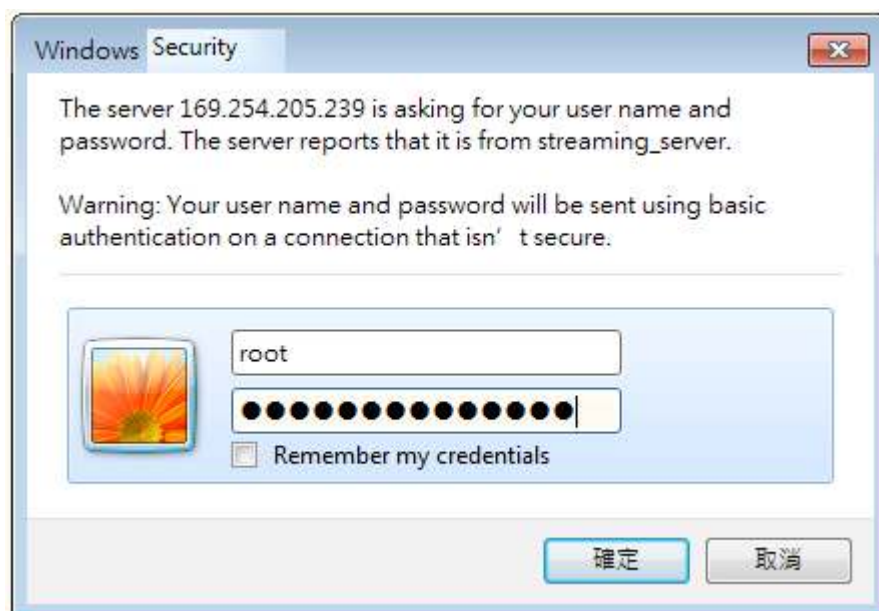 Windows Security
The server 169.254.205.239 is asking for your user name and
password. The server reports that it is from streaming_server.
Warning: Your user name and password will be sent using basic
authentication on a connection that isn' t secure.
root
●●●●●●●●●●●●●●
Remember my credentials
確定 取消